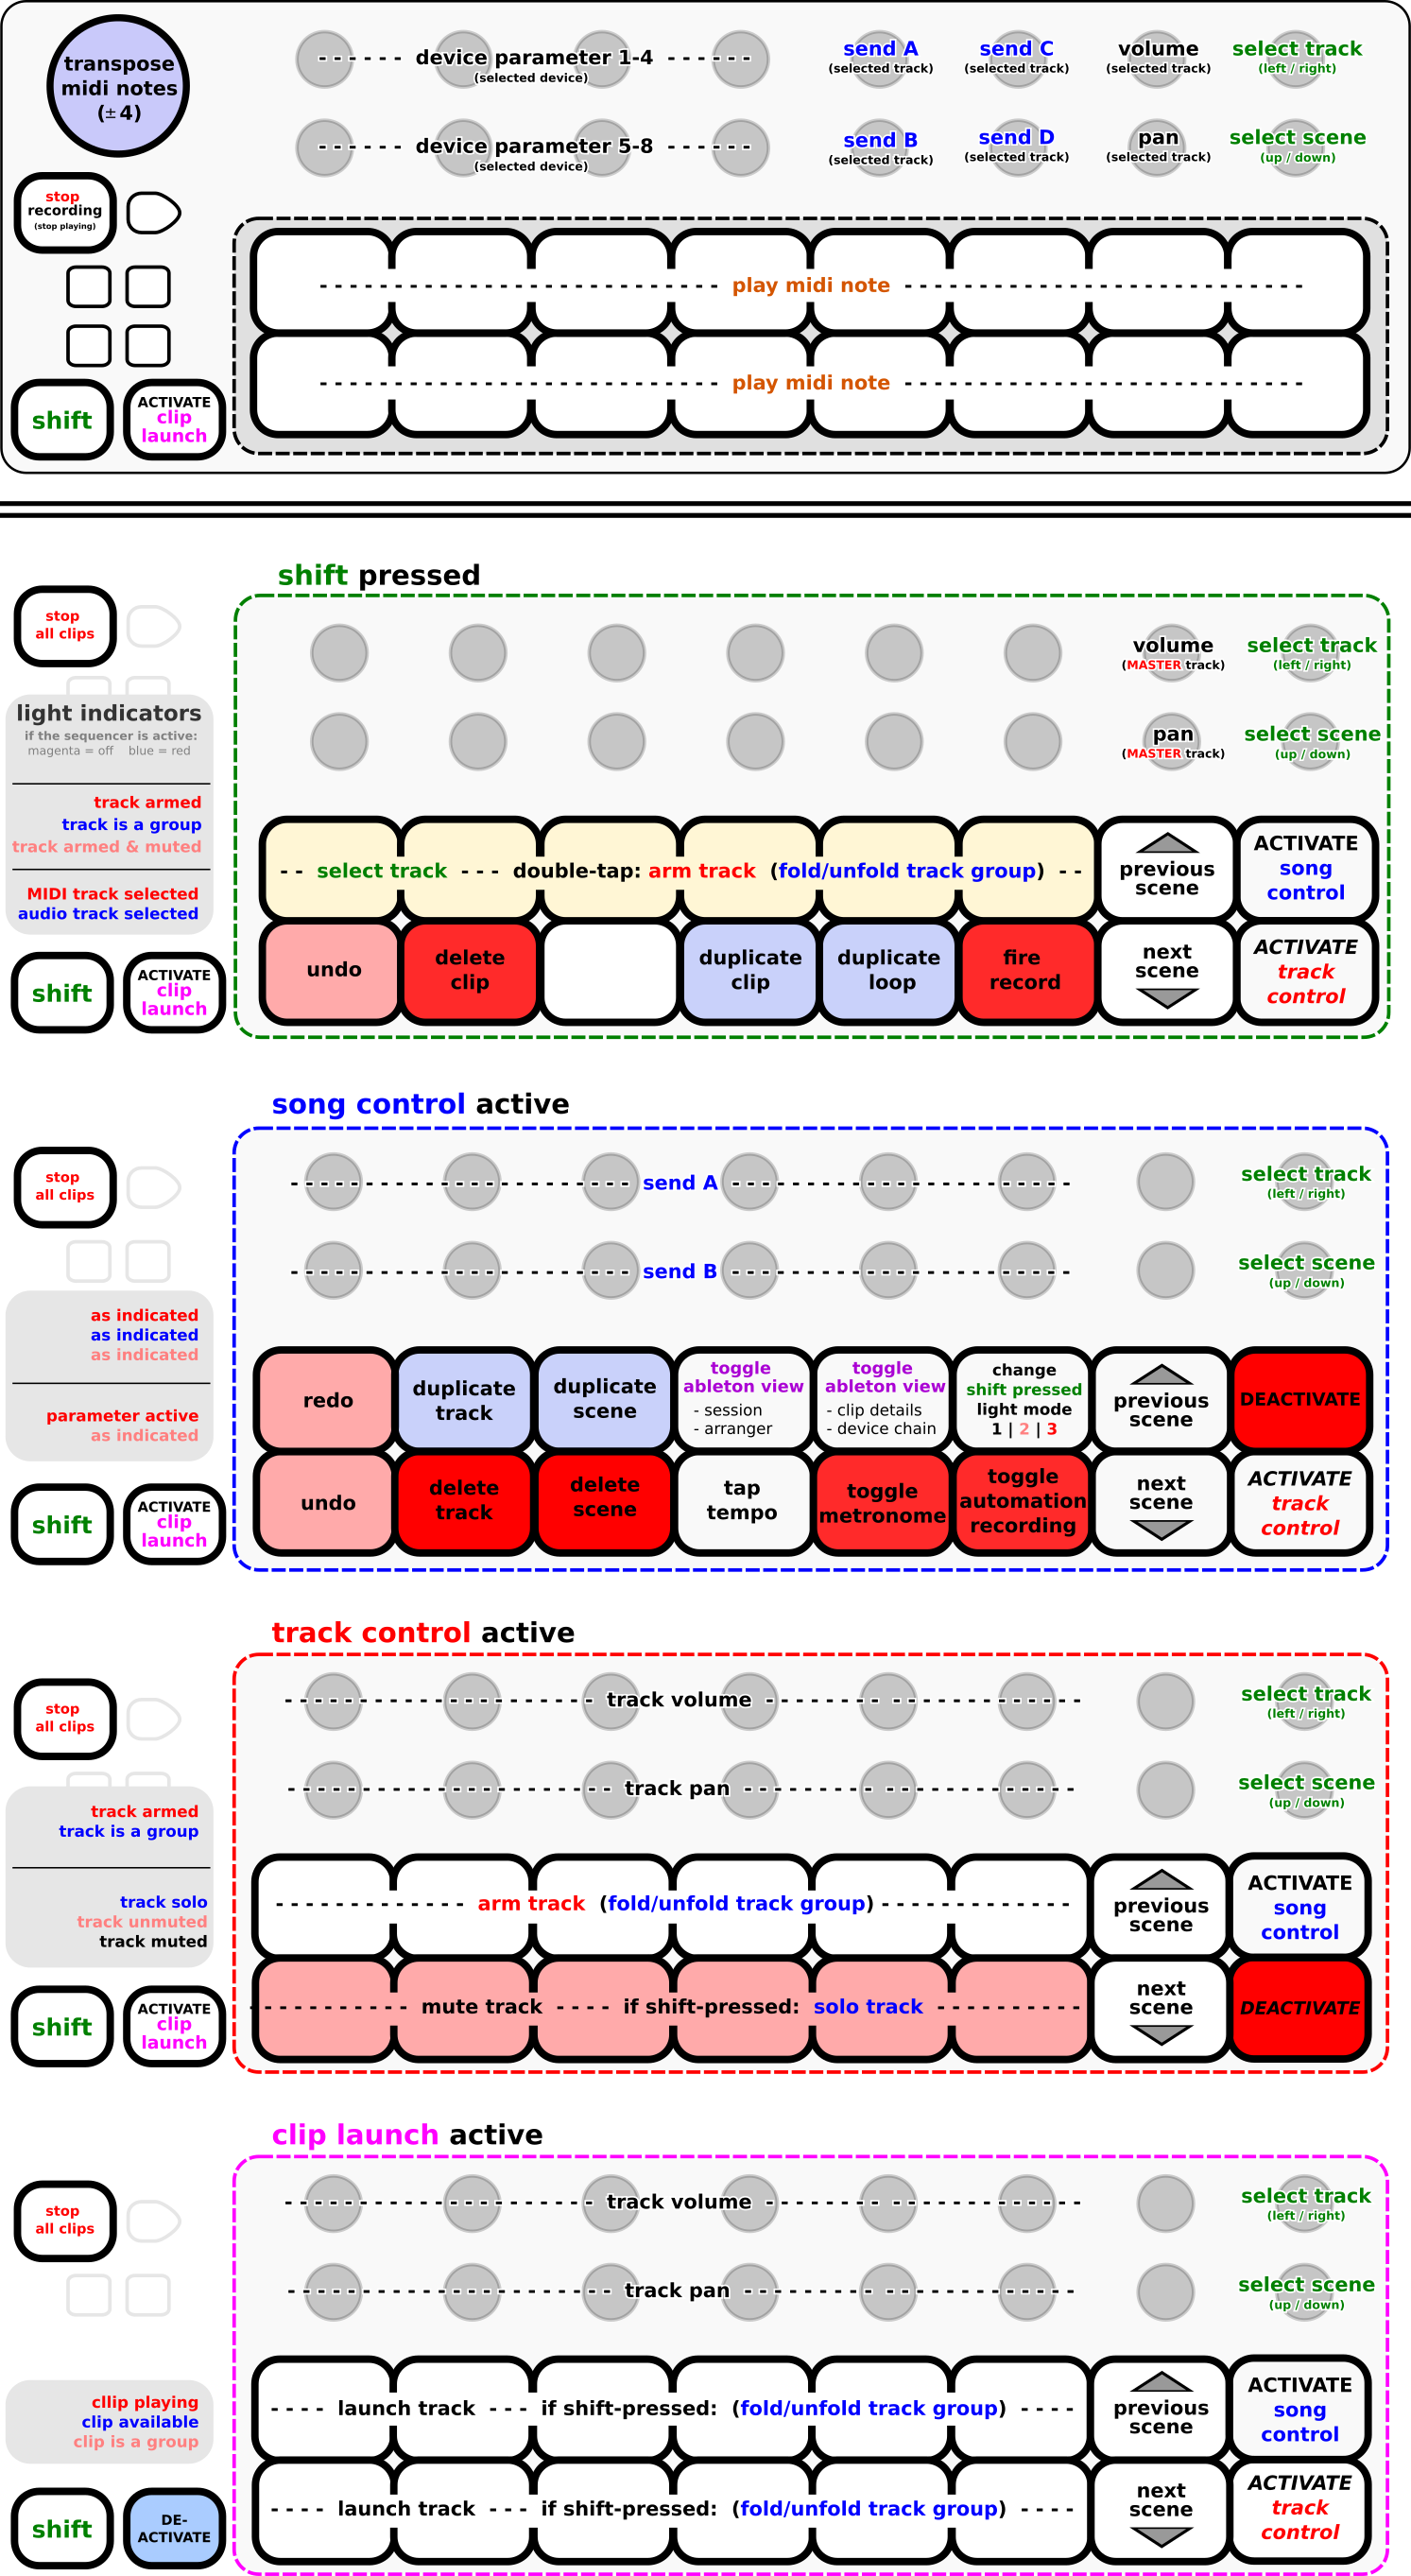 transpose
midi notes
(±4)
device parameter 1-4
(selected device)
send A
(selected track)
send C
(selected track)
volume
(selected track)
select track
(left / right)
device parameter 5-8
(selected device)
send B
(selected track)
send D
(selected track)
pan
(selected track)
select scene
(up / down)
stop
recording
(stop playing)
play midi note
play midi note
shift
ACTIVATE
clip
launch
shift pressed
stop
all clips
volume
(MASTER track)
select track
(left / right)
pan
(MASTER track)
select scene
(up / down)
light indicators
if the sequencer is active:
magenta = off blue = red
track armed
track is a group
track armed & muted
MIDI track selected
audio track selected
-- select track --- double-tap: arm track (fold/unfold track group) --
previous
scene
ACTIVATE
song
control
undo
delete
clip
duplicate
clip
duplicate
loop
fire
record
next
scene
ACTIVATE
track
control
shift
ACTIVATE
clip
launch
song control active
stop
all clips
send A
select track
(left / right)
send B
select scene
(up / down)
as indicated
as indicated
as indicated
parameter active
as indicated
redo
duplicate
track
duplicate
scene
toggle
ableton view
- session
- arranger
toggle
ableton view
- clip details
- device chain
change
shift pressed
light mode
1 | 2 | 3
previous
scene
DEACTIVATE
undo
delete
track
delete
scene
tap
tempo
toggle
metronome
toggle
automation
recording
next
scene
ACTIVATE
track
control
shift
ACTIVATE
clip
launch
track control active
stop
all clips
track volume
select track
(left / right)
track pan
select scene
(up / down)
track armed
track is a group
track solo
track unmuted
track muted
arm track (fold/unfold track group)
previous
scene
ACTIVATE
song
control
mute track ---- if shift-pressed: solo track
next
scene
DEACTIVATE
shift
ACTIVATE
clip
launch
clip launch active
stop
all clips
track volume
select track
(left / right)
track pan
select scene
(up / down)
cllip playing
clip available
clip is a group
---- launch track --- if shift-pressed: (fold/unfold track group) ----
previous
scene
ACTIVATE
song
control
---- launch track --- if shift-pressed: (fold/unfold track group) ----
next
scene
ACTIVATE
track
control
shift
DE-
ACTIVATE